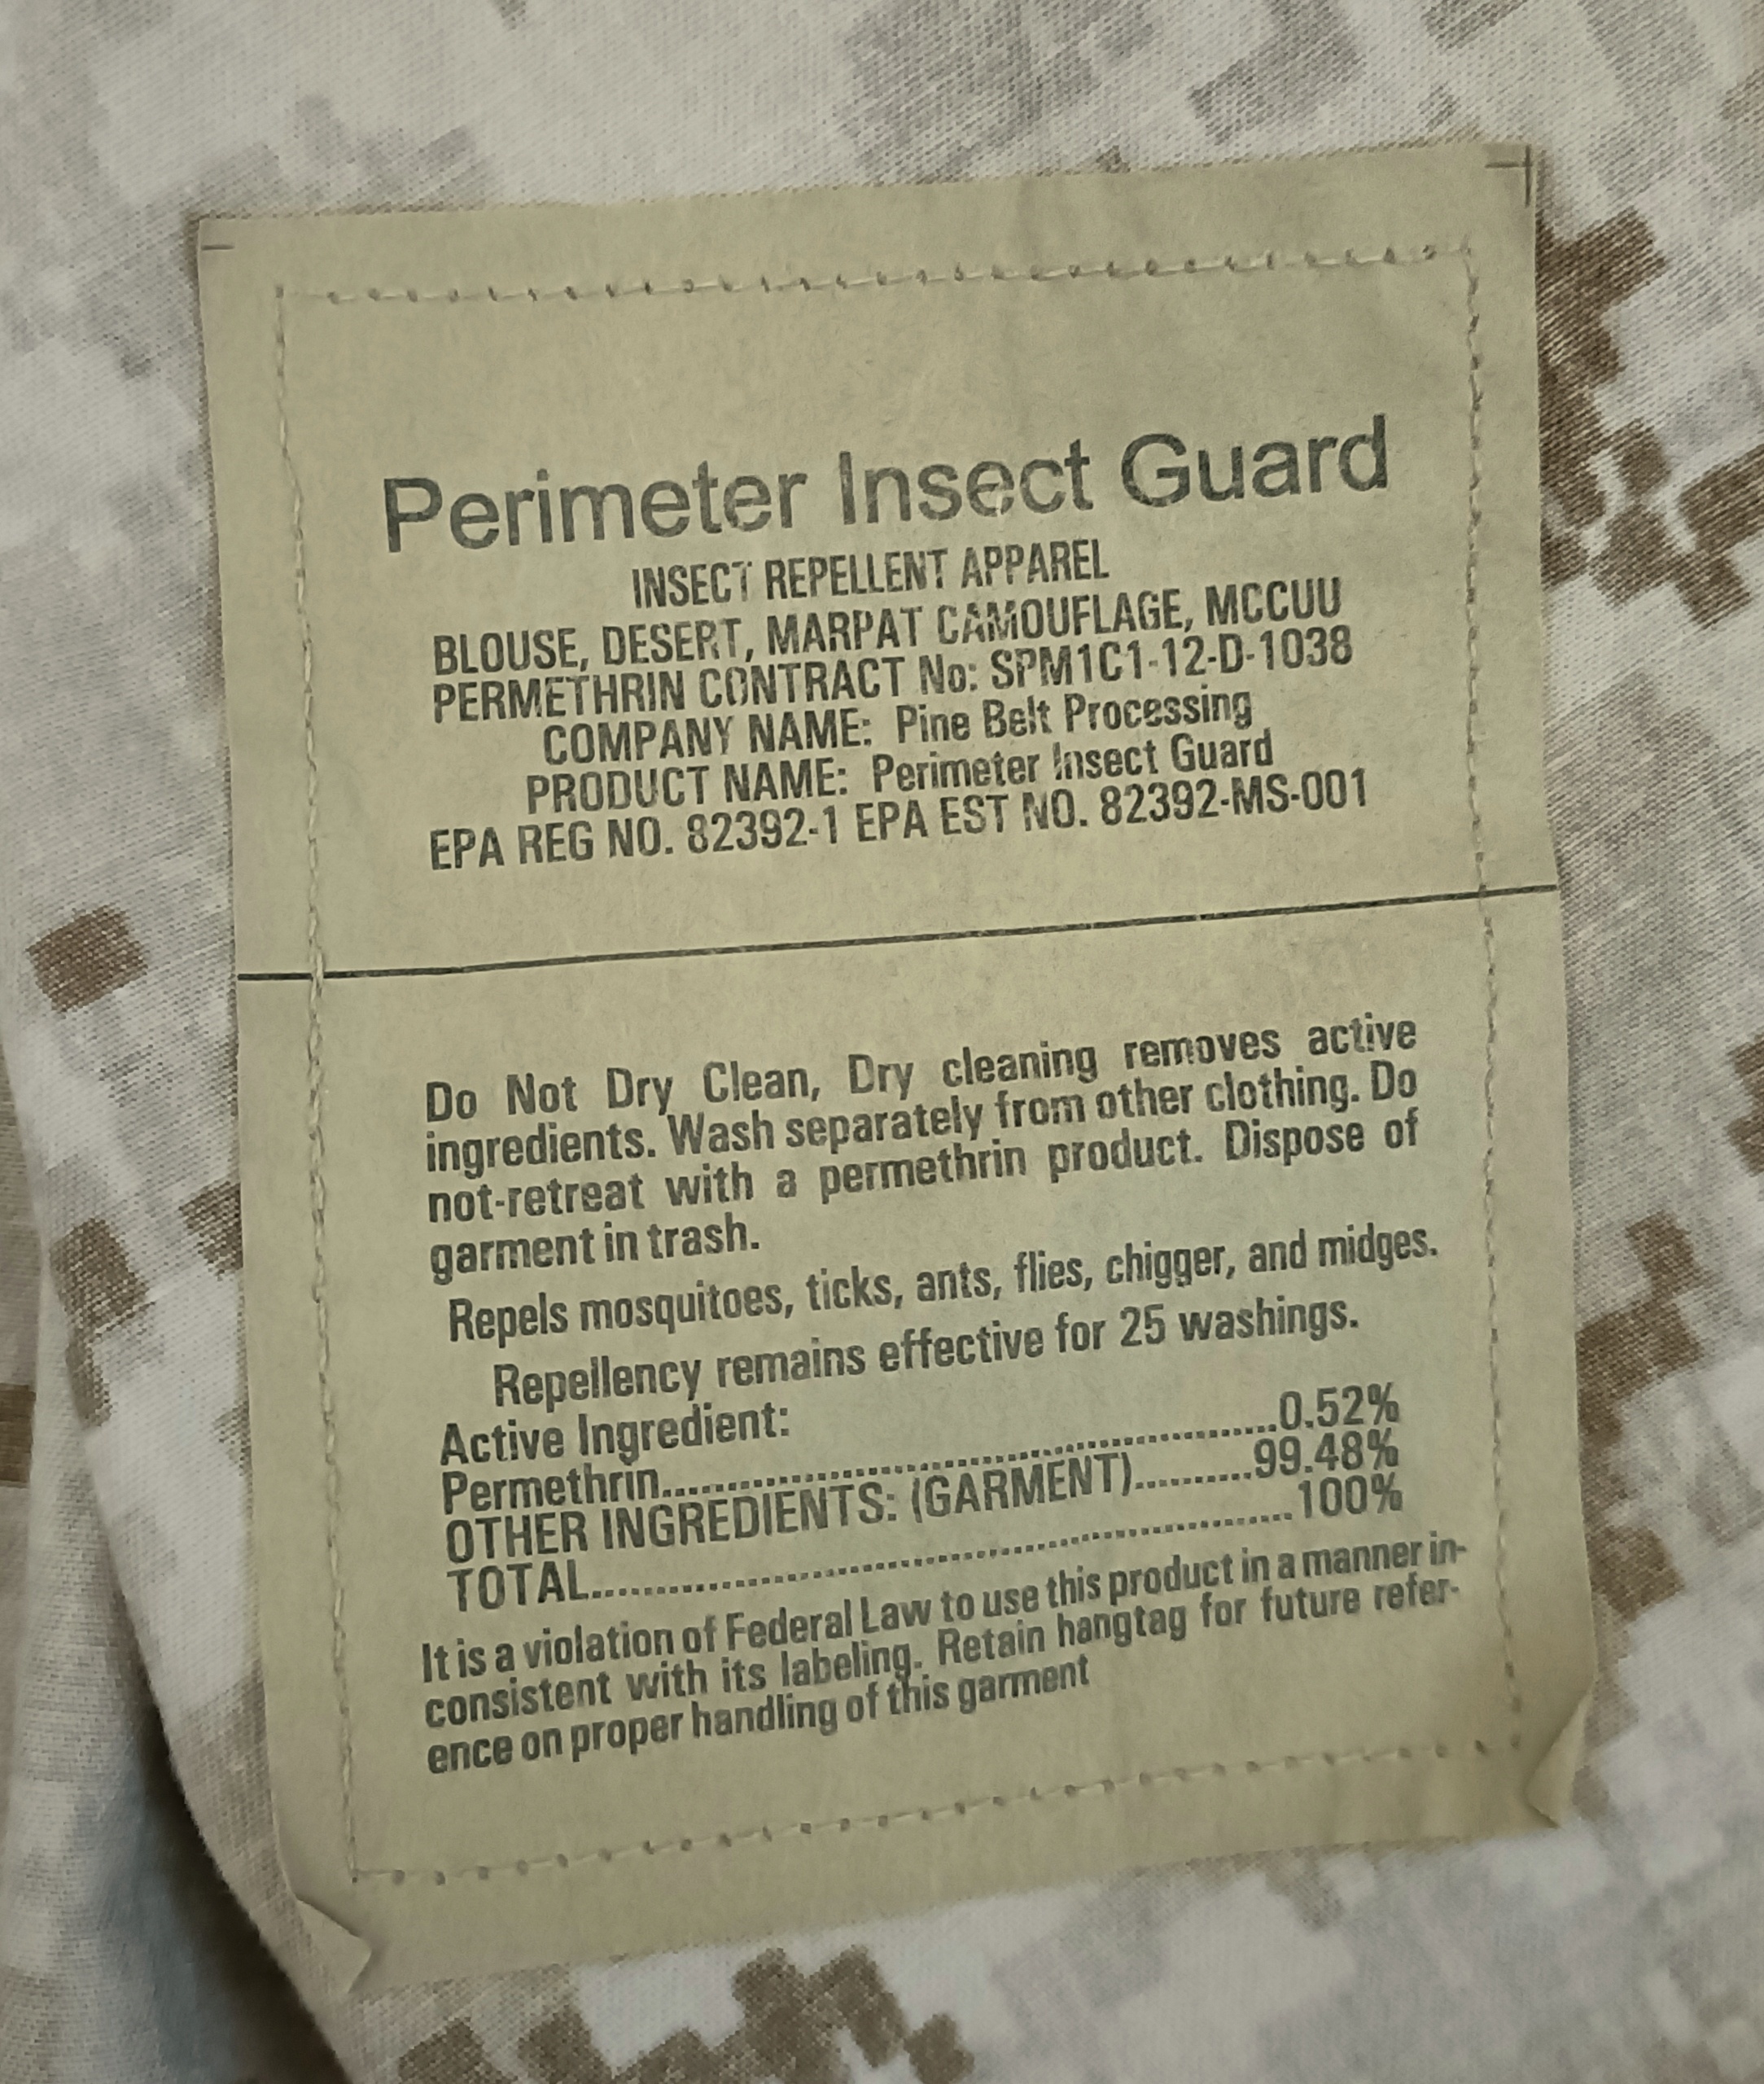 Perimeter Insect Guard
INSECT REPELLENT APPAREL
BLOUSE, DESERT, MARPAT CAMOUFLAGE, MCCUU
PERMETHRIN CONTRACT No: SPM1C1-12-D-1038
COMPANY NAME: Pine Belt Processing
PRODUCT NAME: Perimeter Insect Guard
EPA REG NO. 82392-1 EPA EST NO. 82392-MS-001
Do Not Dry Clean, Dry cleaning removes active
ingredients. Wash separately from other clothing. Do
not-retreat with a permethrin product. Dispose of
garment in trash.
Repels mosquitoes, ticks, ants, flies, chigger, and midges.
Repellency remains effective for 25 washings.
Active Ingredient:
Permethrin..............................................0.52%
OTHER INGREDIENTS: (GARMENT)..........99.48%
TOTAL......................................................100%
It is a violation of Federal Law to use this product in a manner in-
consistent with its labeling. Retain hangtag for future refer-
ence on proper handling of this garment